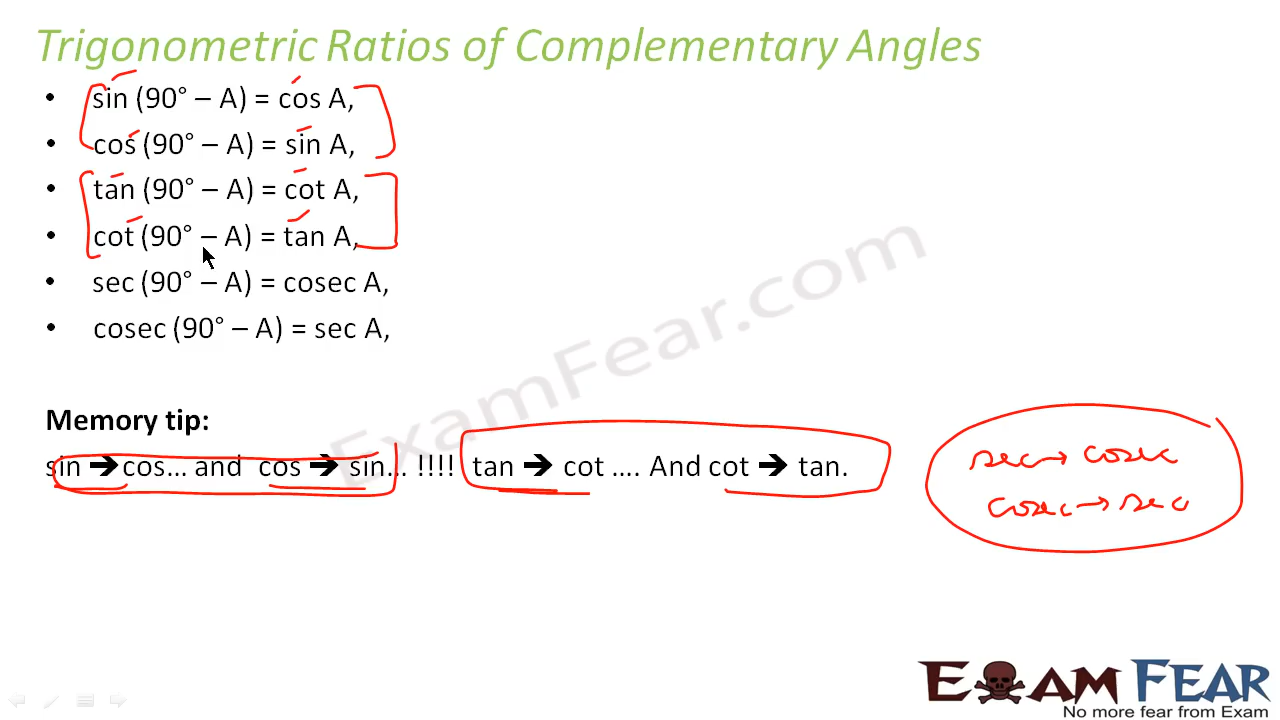 Trigonometric Ratios of Complementary Angles
• sin (90° – A) = cos A,
• cos (90° – A) = sin A,
• tan (90° – A) = cot A,
• cot (90° – A) = tan A,
• sec (90° – A) = cosec A,
• cosec (90° – A) = sec A,
ExamFear.com
Memory tip:
sin ➔ cos... and cos ➔ sin... !!!! tan ➔ cot .... And cot ➔ tan.
sec → cosec
cosec → sec
EXAM FEAR
No more fear from Exam